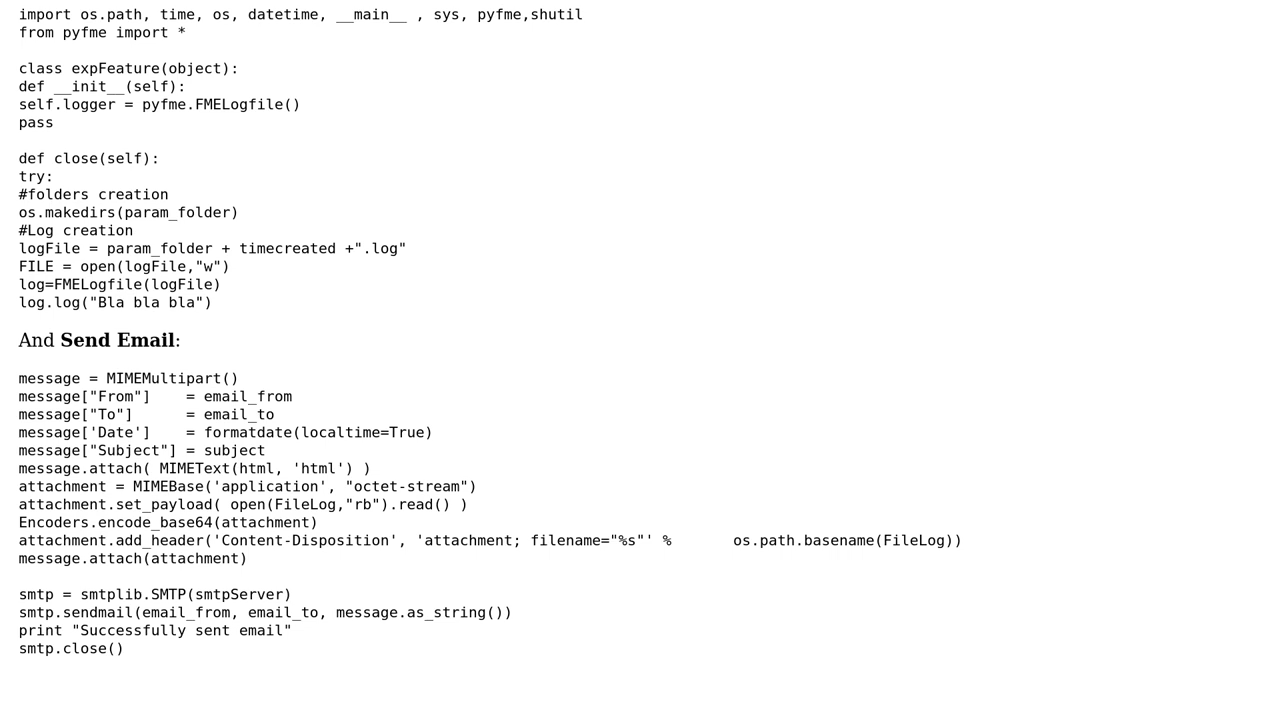 import os.path, time, os, datetime, __main__ , sys, pyfme,shutil
from pyfme import *

class expFeature(object):
def __init__(self):
self.logger = pyfme.FMELogfile()
pass

def close(self):
try:
#folders creation
os.makedirs(param_folder)
#Log creation
logFile = param_folder + timecreated +".log"
FILE = open(logFile,"w")
log=FMELogfile(logFile)
log.log("Bla bla bla")

And Send Email:

message = MIMEMultipart()
message["From"]    = email_from
message["To"]      = email_to
message['Date']    = formatdate(localtime=True)
message["Subject"] = subject
message.attach( MIMEText(html, 'html') )
attachment = MIMEBase('application', "octet-stream")
attachment.set_payload( open(FileLog,"rb").read() )
Encoders.encode_base64(attachment)
attachment.add_header('Content-Disposition', 'attachment; filename="%s"' %       os.path.basename(FileLog))
message.attach(attachment)

smtp = smtplib.SMTP(smtpServer)
smtp.sendmail(email_from, email_to, message.as_string())
print "Successfully sent email"
smtp.close()